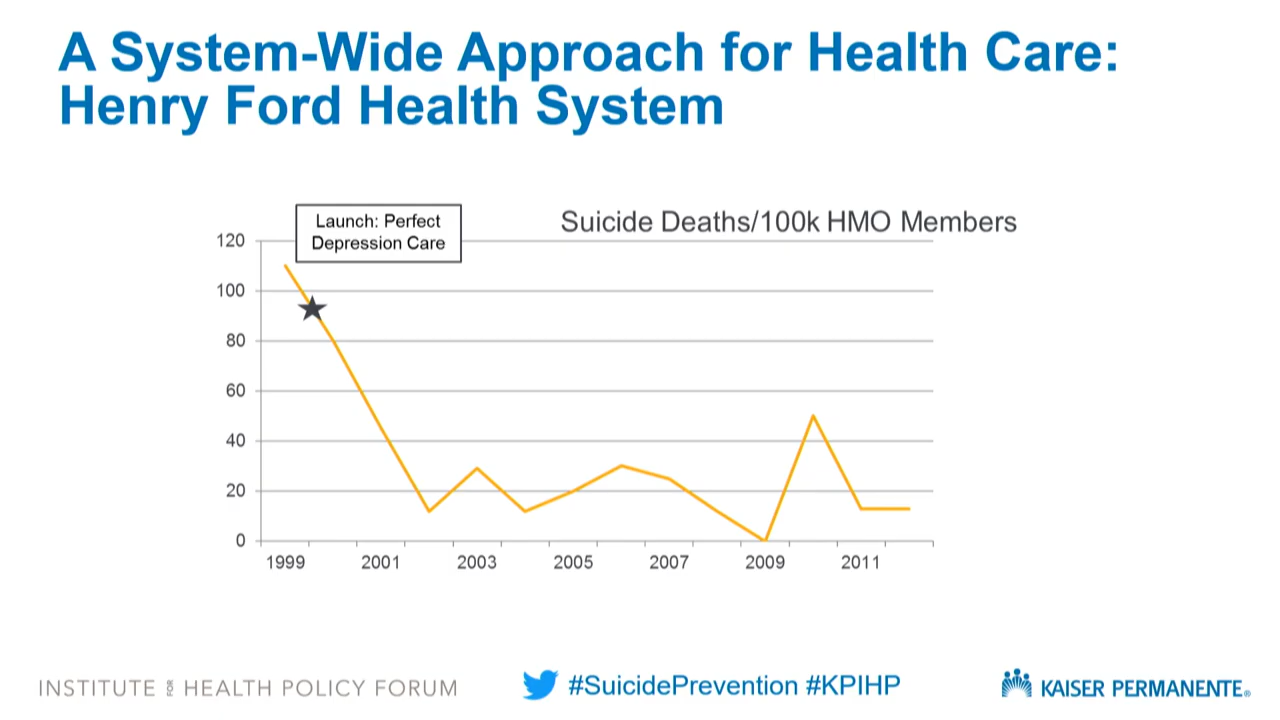 A System-Wide Approach for Health Care:
Henry Ford Health System
Launch: Perfect
Depression Care
Suicide Deaths/100k HMO Members
120
100
80
60
40
20
0
1999 2001 2003 2005 2007 2009 2011
INSTITUTE FOR HEALTH POLICY FORUM
#SuicidePrevention #KPIHP
KAISER PERMANENTE®